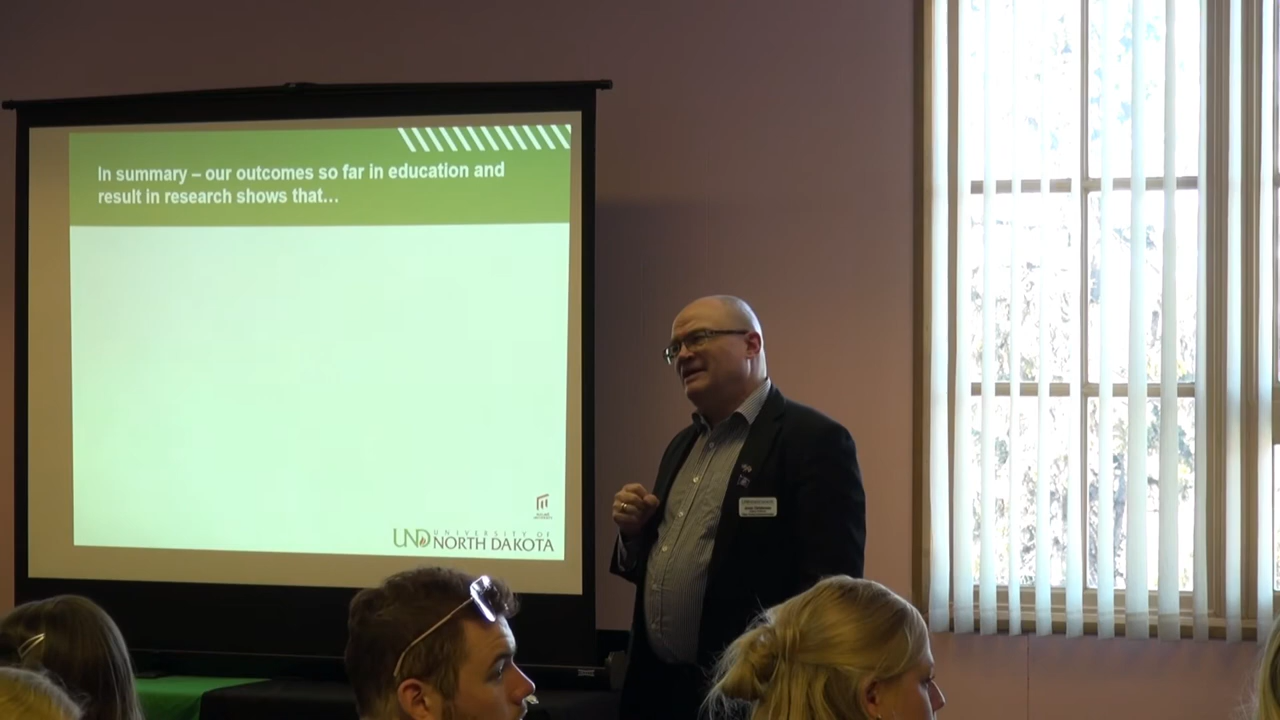 In summary – our outcomes so far in education and
result in research shows that…
UND UNIVERSITY OF
NORTH DAKOTA